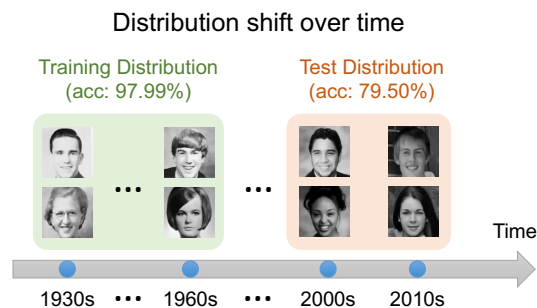 Distribution shift over time
Training Distribution
(acc: 97.99%)
Test Distribution
(acc: 79.50%)
... ...
Time
1930s ... 1960s ... 2000s 2010s